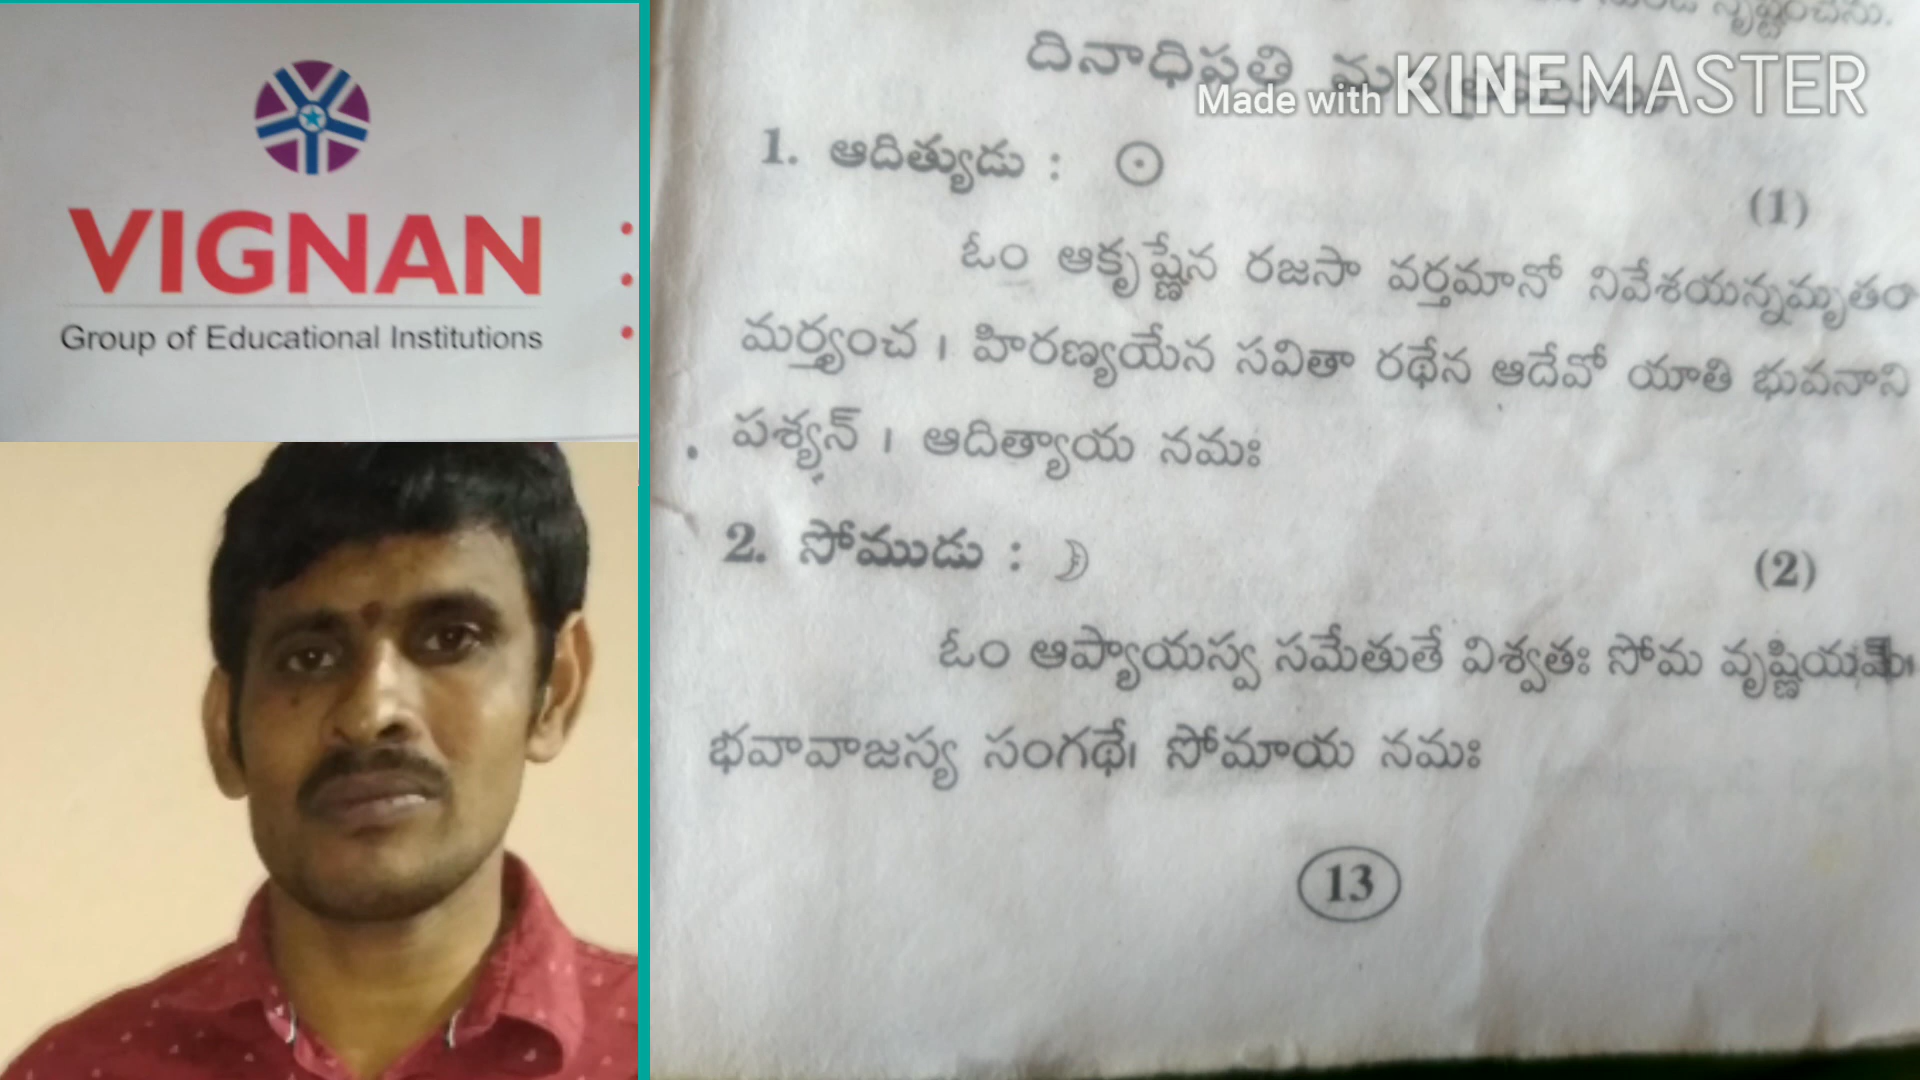 VIGNAN
Group of Educational Institutions
Made with KINEMASTER
దినాధిపతి
1. ఆదిత్యుడు : (1)
ఓం ఆకృష్ణేన రజసా వర్తమానో నివేశయన్నమృతం
మర్త్యంచ । హిరణ్యయేన సవితా రథేన ఆదేవో యాతి భువనాని
పశ్యన్ । ఆదిత్యాయ నమః
2. సోముడు : (2)
ఓం ఆప్యాయస్వ సమేతుతే విశ్వతః సోమ
భవావాజస్య సంగథే। సోమాయ నమః
13